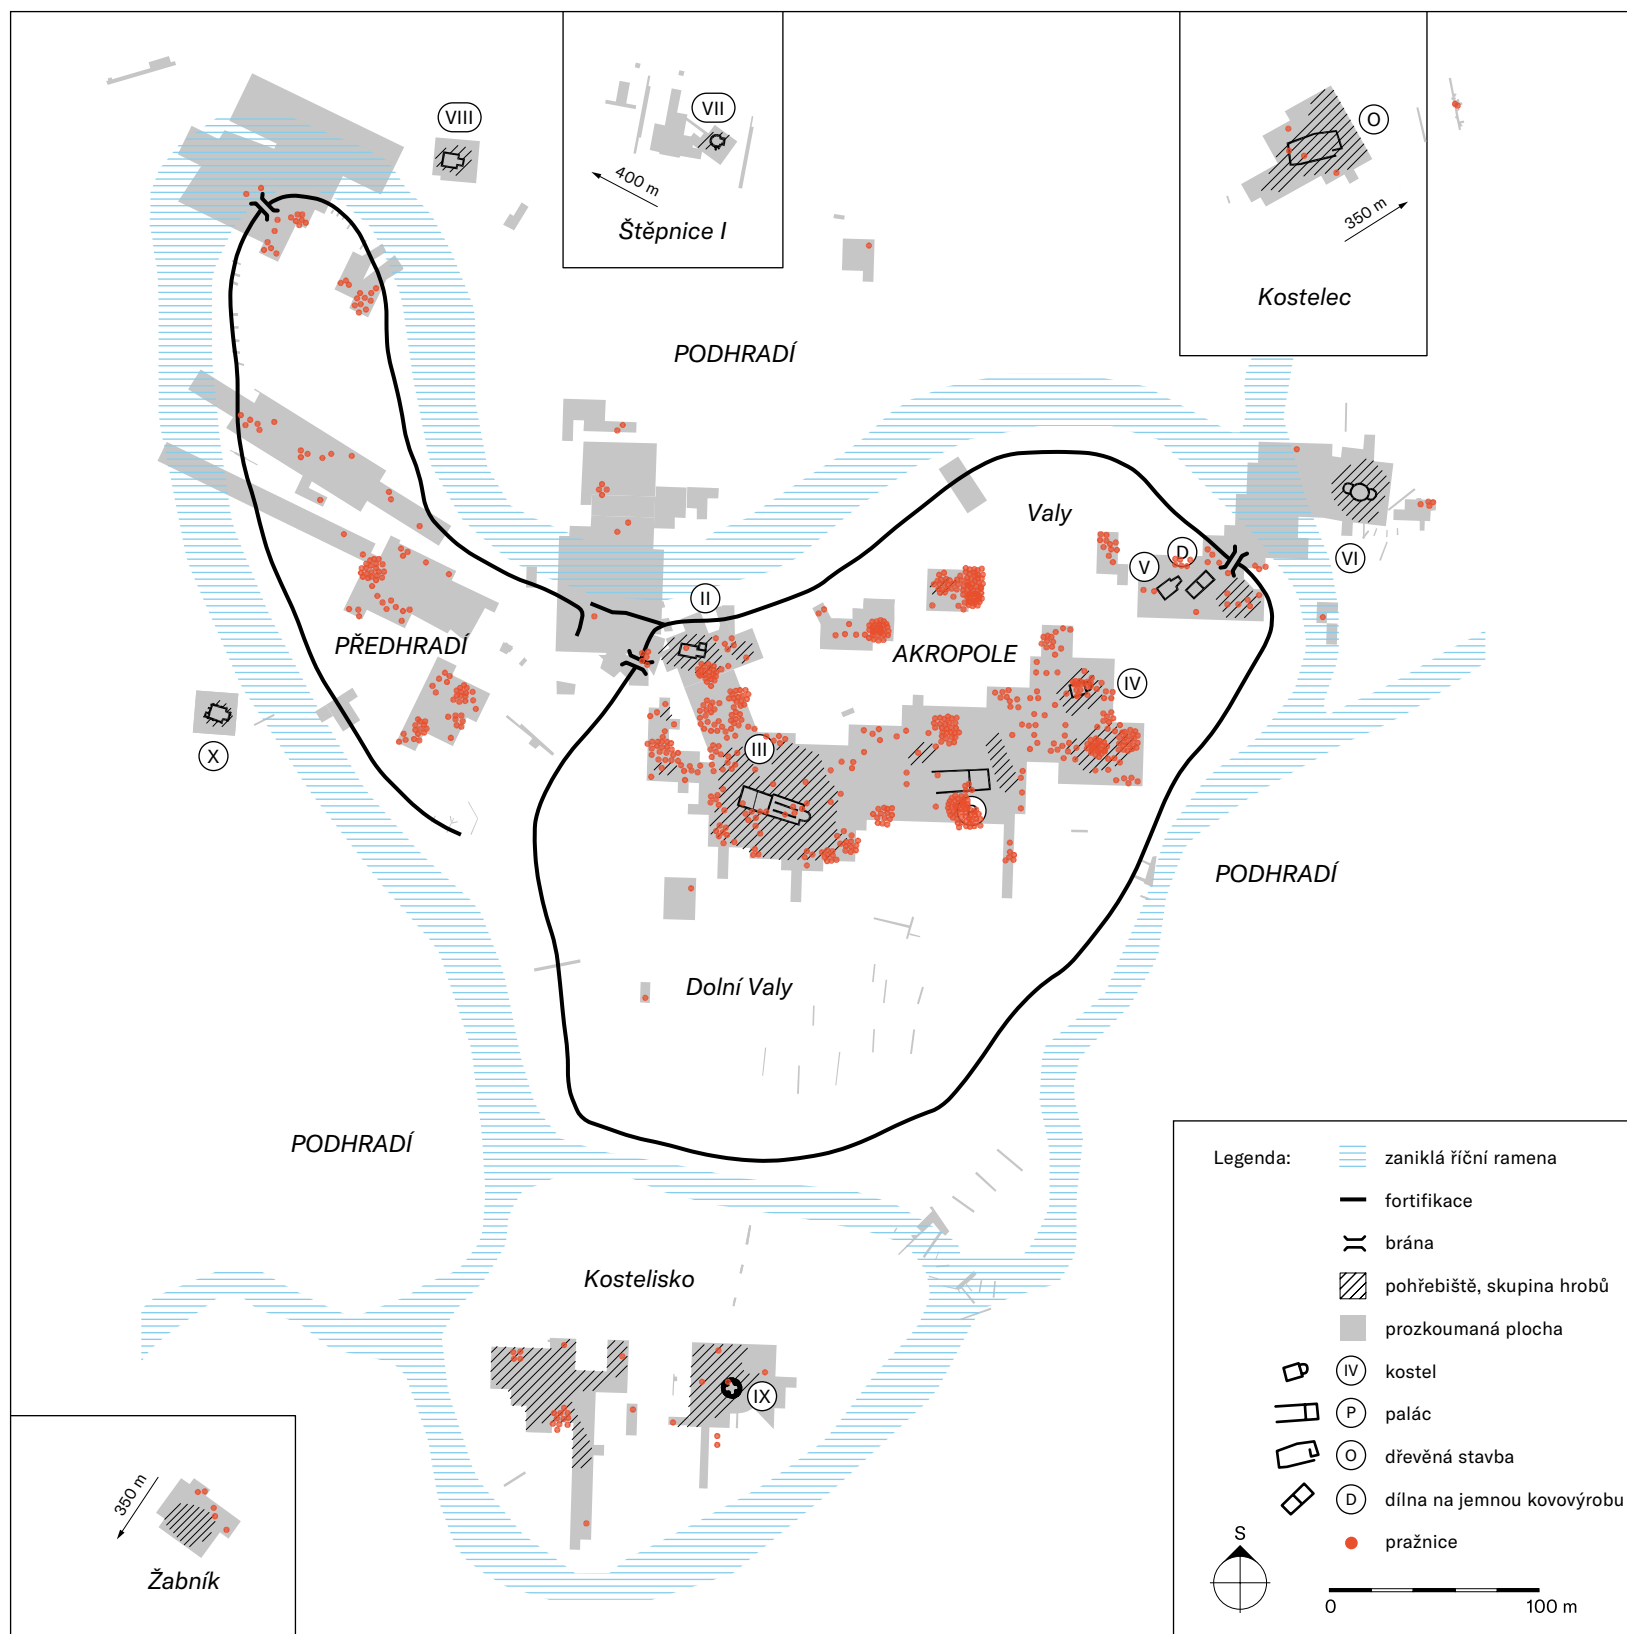 VIII
VII
400 m
Štěpnice I
O
350 m
Kostelec
PODHRADÍ
Valy
D
V
VI
II
PŘEDHRADÍ
AKROPOLE
IV
X
III
PODHRADÍ
Dolní Valy
PODHRADÍ
Kostelisko
IX
350 m
Žabník
Legenda:
zaniklá říční ramena
fortifikace
brána
pohřebiště, skupina hrobů
prozkoumaná plocha
IV kostel
P palác
O dřevěná stavba
D dílna na jemnou kovovýrobu
pražnice
S
0 100 m